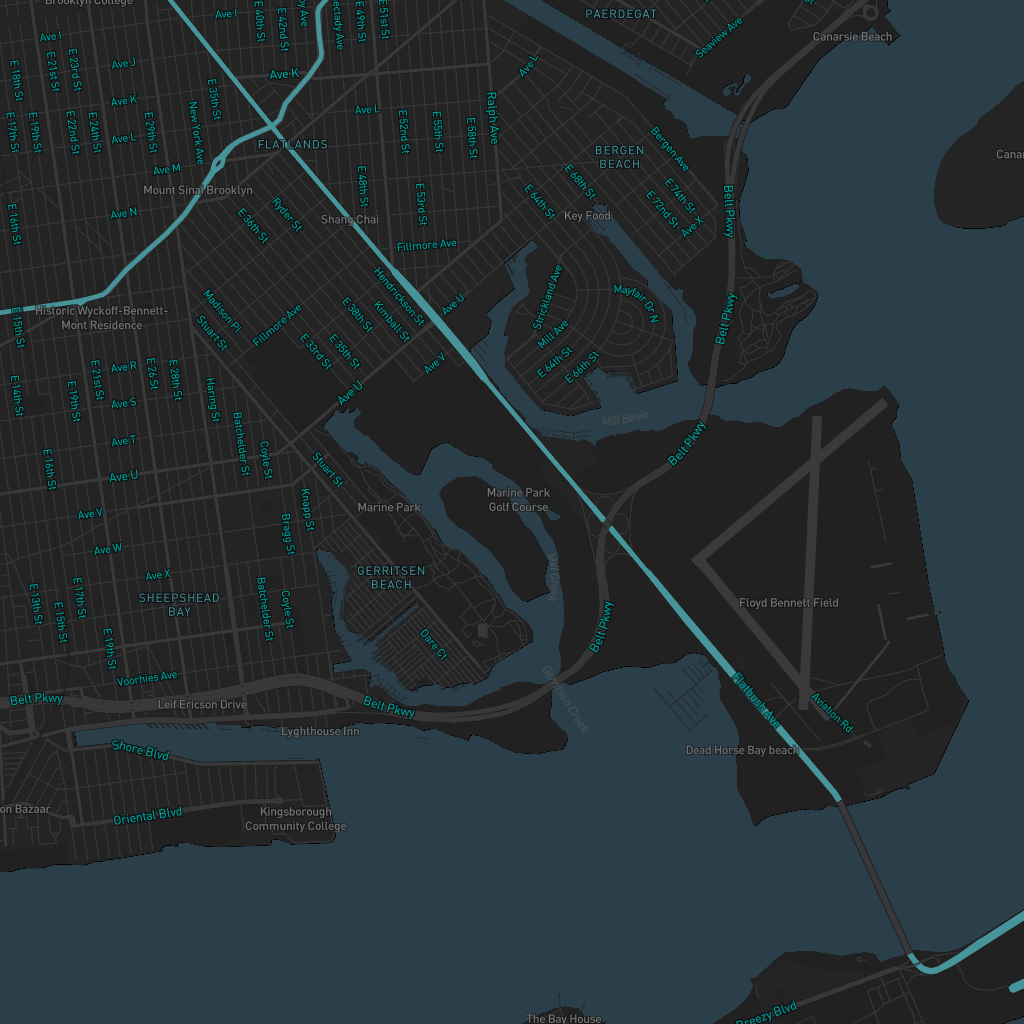 Brooklyn College
Ave I
E 40th St
E 42nd St
E 49th St
E 51st St
PAERDEGAT
Seaview Ave
Canarsie Beach
Ave I
E 18th St
E 21st St
E 23rd St
Ave J
Ave K
Ave L
E 17th St
E 19th St
E 22nd St
E 24th St
Ave K
Ave L
E 29th St
E 35th St
New York Ave
Ave M
FLATLANDS
Ave L
E 52nd St
E 55th St
E 58th St
Ralph Ave
BERGEN
BEACH
Bergen Ave
E 68th St
E 74th St
E 72nd St
Ave X
E 64th St
Key Food
Belt Pkwy
Mount Sinai Brooklyn
E 48th St
E 53rd St
Ave N
E 16th St
E 36th St
Ryder St
Shang Chai
Fillmore Ave
Hendrickson St
Ave U
Strickland Ave
Mayfair Dr N
Mill Ave
E 64th St
E 66th St
Belt Pkwy
Historic Wyckoff-Bennett-
Mont Residence
E 15th St
Madison Pl
Stuart St
Fillmore Ave
E 38th St
Kimball St
E 33rd St
E 35th St
Ave V
Ave R
E 14th St
E 19th St
E 21st St
E 26 St
E 28th St
Haring St
Ave U
Ave S
Mill Basin
Belt Pkwy
Ave T
Batchelder St
Coyle St
E 16th St
Ave U
Stuart St
Knapp St
Marine Park
Marine Park
Golf Course
Ave V
Bragg St
Ave W
Mill Creek
GERRITSEN
BEACH
Ave X
SHEEPSHEAD
BAY
E 13th St
E 15th St
E 17th St
Batchelder St
Coyle St
Floyd Bennett Field
E 19th St
Dare Ct
Belt Pkwy
Voorhies Ave
Belt Pkwy
Leif Ericson Drive
Belt Pkwy
Garrison Creek
Flatbush Ave
Aviation Rd
Lyghthouse Inn
Shore Blvd
Dead Horse Bay beach
Oriental Blvd
on Bazaar
Kingsborough
Community College
Breezy Blvd
The Bay House